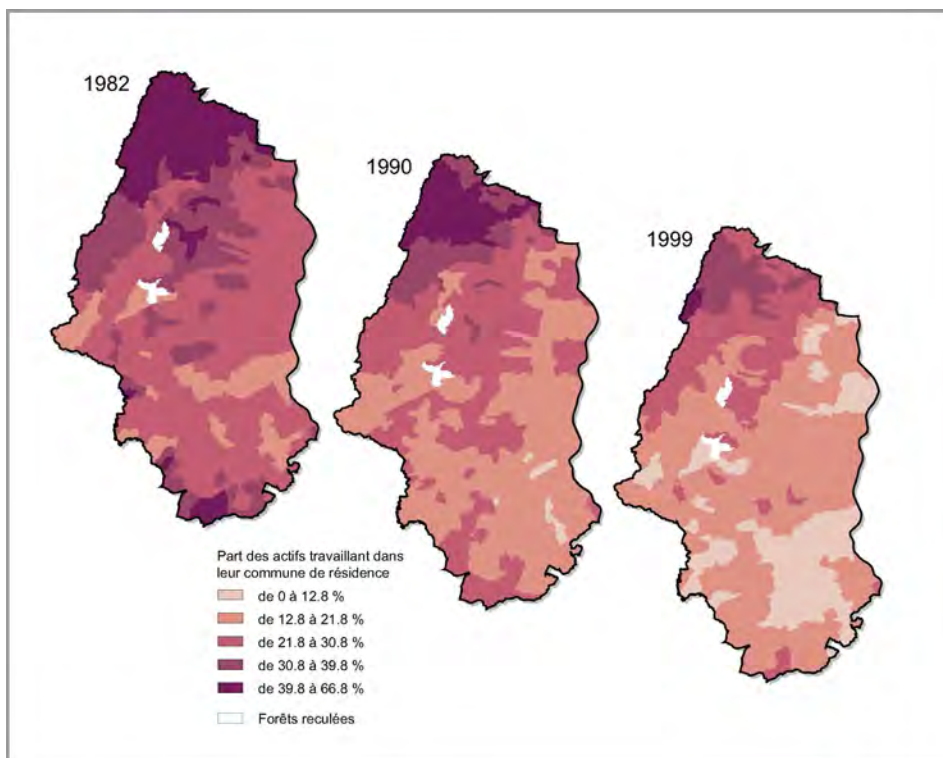 1982
1990
1999
Part des actifs travaillant dans
leur commune de résidence
de 0 à 12.8 %
de 12.8 à 21.8 %
de 21.8 à 30.8 %
de 30.8 à 39.8 %
de 39.8 à 66.8 %
Forêts reculées